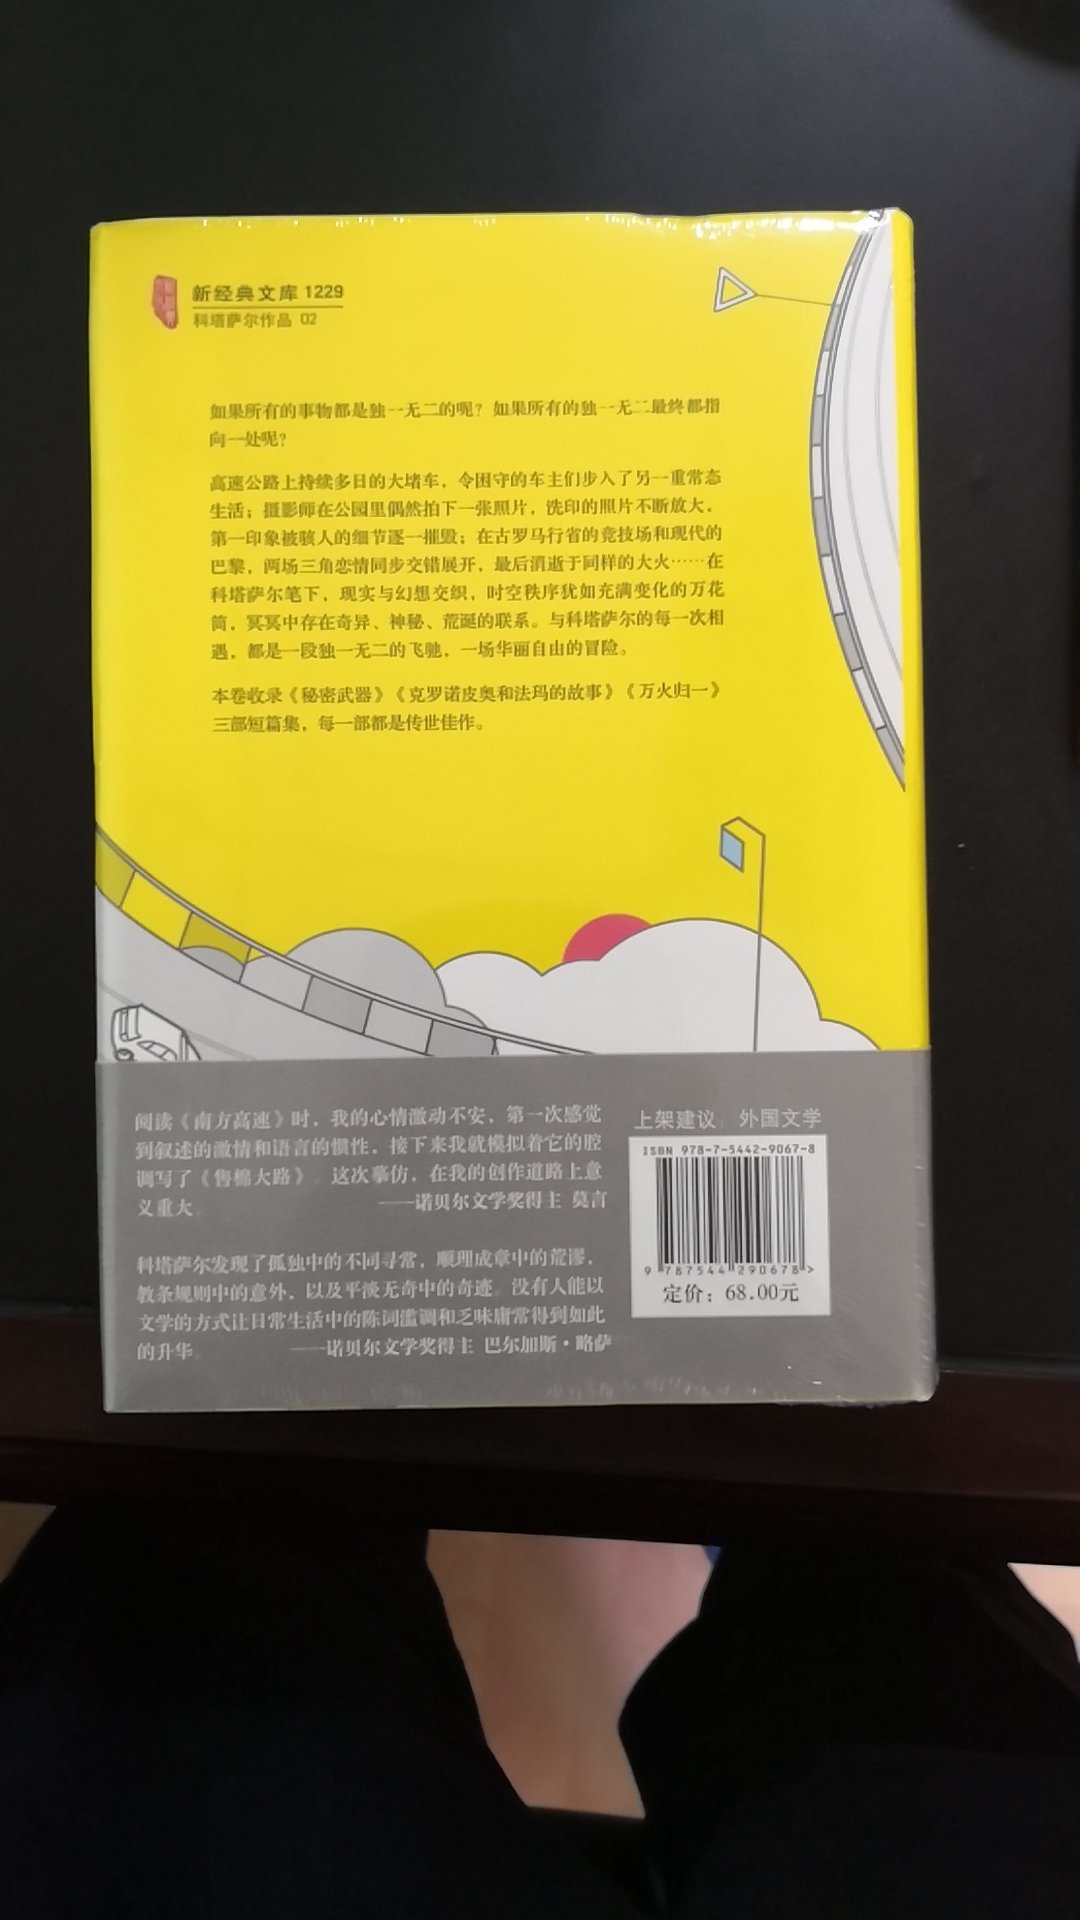 新经典文库 1229
科塔萨尔作品 02
如果所有的事物都是独一无二的呢？如果所有的独一无二最终都指
向一处呢？
高速公路上持续多日的大堵车，令困守的车主们步入了另一重常态
生活；摄影师在公园里偶然拍下一张照片，洗印的照片不断放大，
第一印象被骇人的细节逐一摧毁；在古罗马行省的竞技场和现代的
巴黎，两场三角恋情同步交错展开，最后消逝于同样的大火……在
科塔萨尔笔下，现实与幻想交织，时空秩序犹如充满变化的万花
筒，冥冥中存在奇异、神秘、荒诞的联系。与科塔萨尔的每一次相
遇，都是一段独一无二的飞驰，一场华丽自由的冒险。
本卷收录《秘密武器》《克罗诺皮奥和法玛的故事》《万火归一》
三部短篇集，每一部都是传世佳作。
阅读《南方高速》时，我的心情激动不安，第一次感觉
到叙述的激情和语言的惯性，接下来我就模拟着它的腔
调写了《售棉大路》。这次摹仿，在我的创作道路上意
义重大。
——诺贝尔文学奖得主 莫言
科塔萨尔发现了孤独中的不同寻常，顺理成章中的荒谬，
教条规则中的意外，以及平淡无奇中的奇迹。没有人能以
文学的方式让日常生活中的陈词滥调和乏味庸常得到如此
的升华。
——诺贝尔文学奖得主 巴尔加斯·略萨
上架建议：外国文学
ISBN 978-7-5442-9067-8
9 787544 290678 >
定价：68.00元